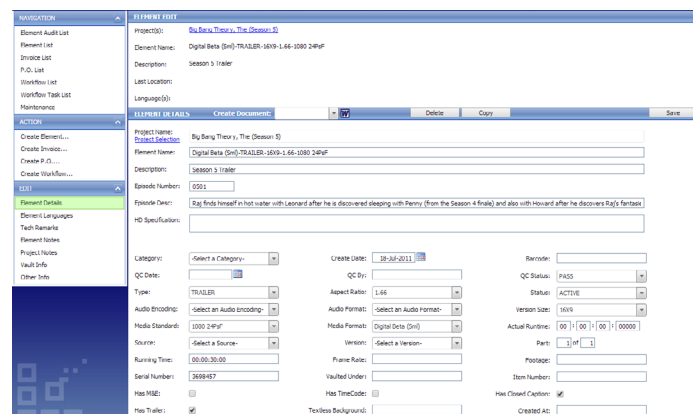 NAVIGATION
Element Audit List
Element List
Invoice List
P.O. List
Workflow List
Workflow Task List
Maintenance
ACTION
Create Element...
Create Invoice...
Create P.O....
Create Workflow...
EDIT
Element Details
Element Languages
Tech Remarks
Element Notes
Project Notes
Vault Info
Other Info
ELEMENT EDIT
Project(s): Big Bang Theory, The (Season 5)
Element Name: Digital Beta (Sml)-TRAILER-16X9-1.66-1080 24PsF
Description: Season 5 Trailer
Last Location:
Language(s):
ELEMENT DETAILS Create Document: Delete Copy Save
Project Name: Big Bang Theory, The (Season 5)
Project Selection
Element Name: Digital Beta (Sml)-TRAILER-16X9-1.66-1080 24PsF
Description: Season 5 Trailer
Episode Number: 0501
Episode Desc: Raj finds himself in hot water with Leonard after he is discovered sleeping with Penny (from the Season 4 finale) and also with Howard after he discovers Raj's fantasie
HD Specification:
Category: -Select a Category- Create Date: 18-Jul-2011 Barcode:
QC Date: QC By: QC Status: PASS
Type: TRAILER Aspect Ratio: 1.66 Status: ACTIVE
Audio Encoding: -Select an Audio Encoding- Audio Format: -Select an Audio Format- Version Size: 16X9
Media Standard: 1080 24PsF Media Format: Digital Beta (Sml) Actual Runtime: 00 : 00 : 00 : 00000
Source: -Select a Source- Version: -Select a Version- Part: 1 of 1
Running Time: 00:00:30:00 Frame Rate: Footage:
Serial Number: 3698457 Vaulted Under: Item Number:
Has M&E: Has TimeCode: Has Closed Caption:
Has Trailer: Textless Background: Created At: